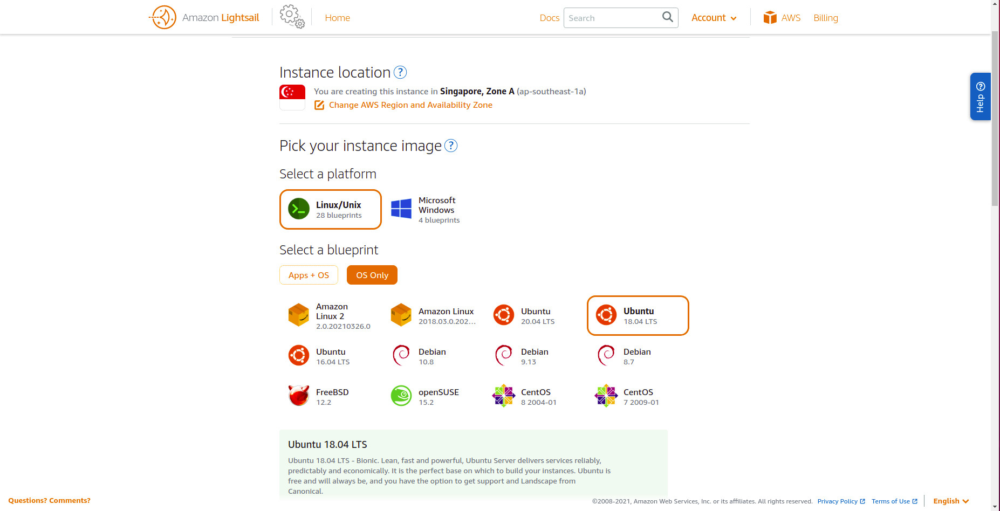 Amazon Lightsail
Home
Docs
Search
Account
AWS
Billing
Instance location ?
You are creating this instance in Singapore, Zone A (ap-southeast-1a)
Change AWS Region and Availability Zone
Help ?
Pick your instance image ?
Select a platform
Linux/Unix
28 blueprints
Microsoft
Windows
4 blueprints
Select a blueprint
Apps + OS
OS Only
Amazon
Linux 2
2.0.20210326.0
Amazon Linux
2018.03.0.202...
Ubuntu
20.04 LTS
Ubuntu
18.04 LTS
Ubuntu
16.04 LTS
Debian
10.8
Debian
9.13
Debian
8.7
FreeBSD
12.2
openSUSE
15.2
CentOS
8 2004-01
CentOS
7 2009-01
Ubuntu 18.04 LTS
Ubuntu 18.04 LTS - Bionic. Lean, fast and powerful, Ubuntu Server delivers services reliably,
predictably and economically. It is the perfect base on which to build your instances. Ubuntu is
free and will always be, and you have the option to get support and Landscape from
Canonical.
Questions? Comments?
©2008-2021, Amazon Web Services, Inc. or its affiliates. All rights reserved.
Privacy Policy
Terms of Use
English